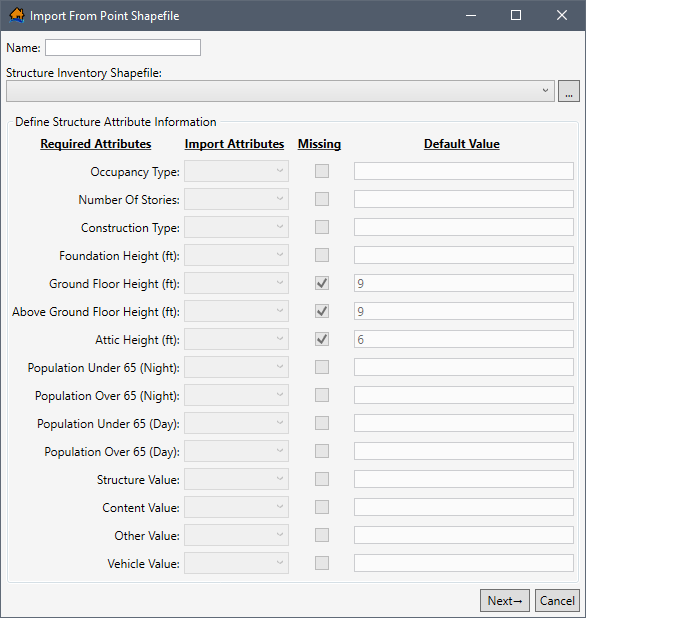 Import From Point Shapefile
Name:
Structure Inventory Shapefile:
...
Define Structure Attribute Information
Required Attributes Import Attributes Missing Default Value
Occupancy Type:
Number Of Stories:
Construction Type:
Foundation Height (ft):
Ground Floor Height (ft): 9
Above Ground Floor Height (ft): 9
Attic Height (ft): 6
Population Under 65 (Night):
Population Over 65 (Night):
Population Under 65 (Day):
Population Over 65 (Day):
Structure Value:
Content Value:
Other Value:
Vehicle Value:
Next→ Cancel